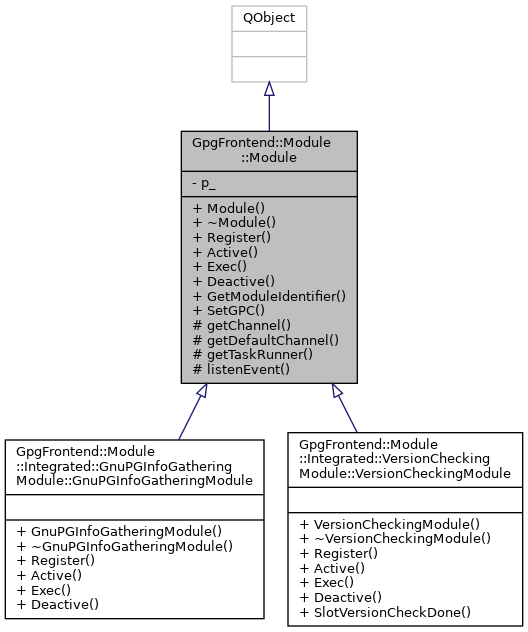 QObject
GpgFrontend::Module
::Module
- p_
+ Module()
+ ~Module()
+ Register()
+ Active()
+ Exec()
+ Deactive()
+ GetModuleIdentifier()
+ SetGPC()
# getChannel()
# getDefaultChannel()
# getTaskRunner()
# listenEvent()
GpgFrontend::Module
::Integrated::GnuPGInfoGathering
Module::GnuPGInfoGatheringModule
+ GnuPGInfoGatheringModule()
+ ~GnuPGInfoGatheringModule()
+ Register()
+ Active()
+ Exec()
+ Deactive()
GpgFrontend::Module
::Integrated::VersionChecking
Module::VersionCheckingModule
+ VersionCheckingModule()
+ ~VersionCheckingModule()
+ Register()
+ Active()
+ Exec()
+ Deactive()
+ SlotVersionCheckDone()